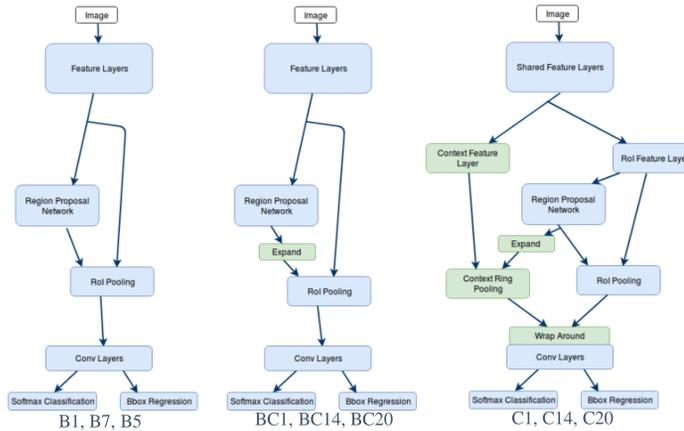 Image
Feature Layers
Region Proposal
Network
RoI Pooling
Conv Layers
Softmax Classification
Bbox Regression
B1, B7, B5
Image
Feature Layers
Region Proposal
Network
Expand
RoI Pooling
Conv Layers
Softmax Classification
Bbox Regression
BC1, BC14, BC20
Image
Shared Feature Layers
Context Feature
Layer
RoI Feature Laye
Region Proposal
Network
Expand
Context Ring
Pooling
RoI Pooling
Wrap Around
Conv Layers
Softmax Classification
Bbox Regression
C1, C14, C20